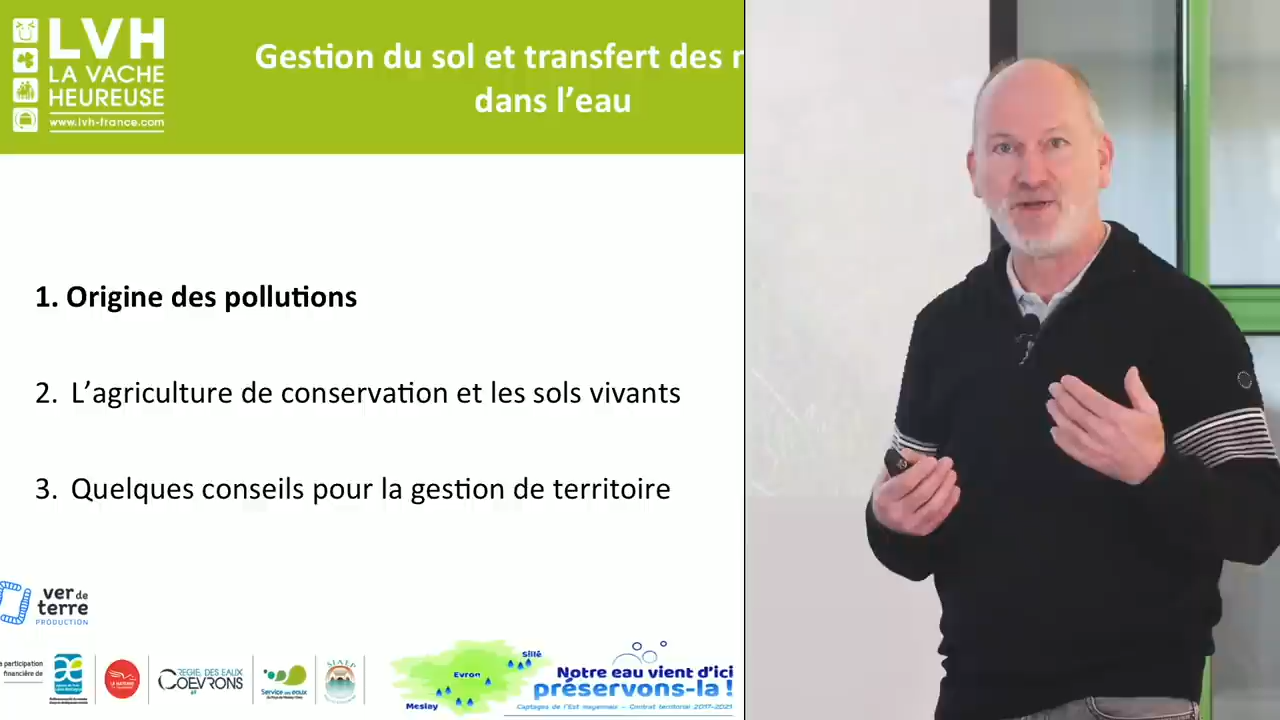 LVH
LA VACHE
HEUREUSE
www.lvh-france.com
Gestion du sol et transfert des
dans l'eau
1. Origine des pollutions
2. L'agriculture de conservation et les sols vivants
3. Quelques conseils pour la gestion de territoire
ver de
terre
PRODUCTION
participation
financière de
RÉGIE DES EAUX
COEVRONS
Service des eaux
SIAEP
Sillé
Evron
Meslay
Notre eau vient d'ici
préservons-la !
Captages de l'Est mayennais – Contrat territorial 2017-2021